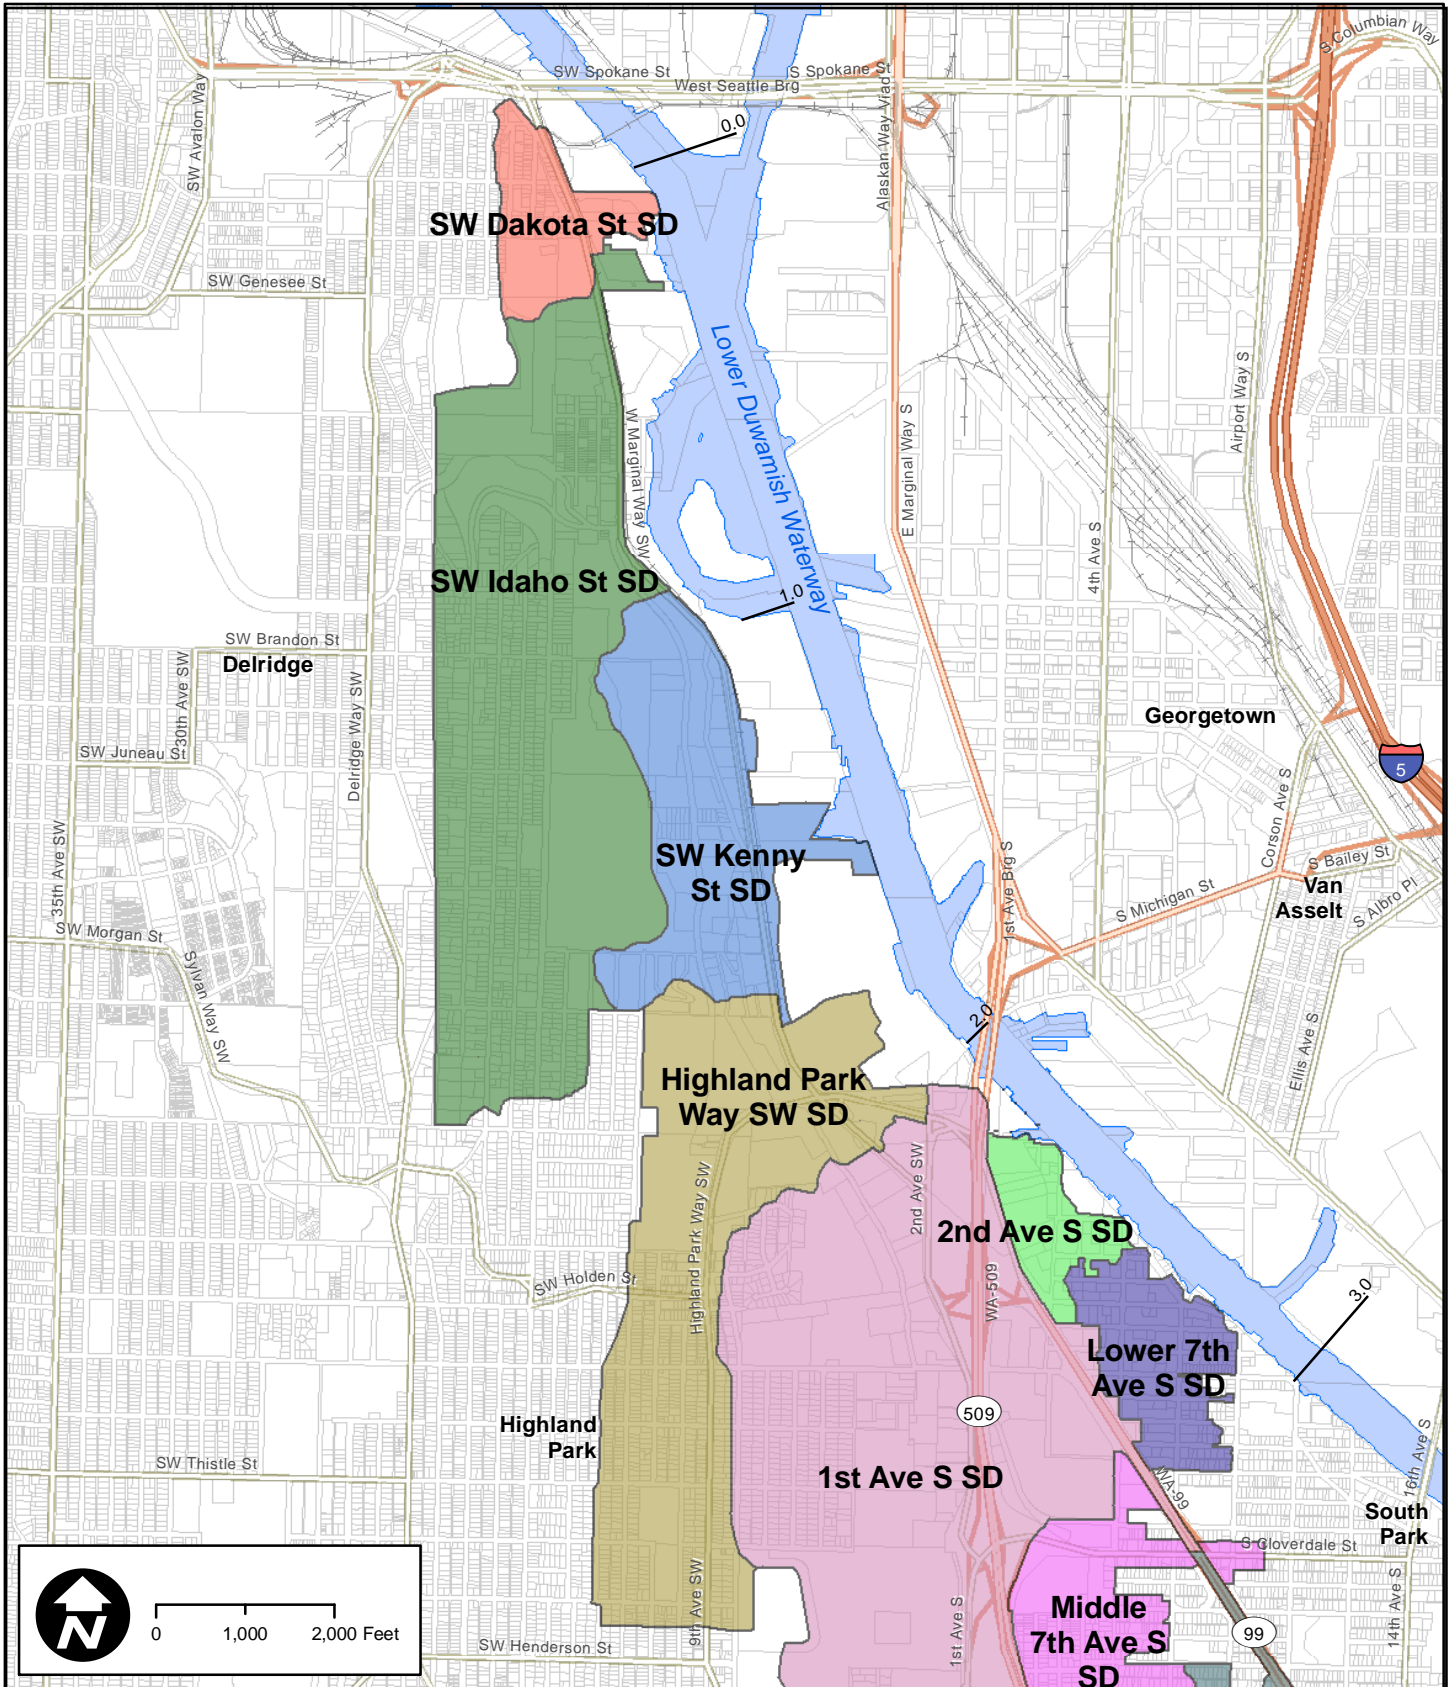 S Columbian Way
SW Spokane St
S Spokane St
West Seattle Brg
SW Avalon Way
Alaskan Way Viad
0.0
SW Dakota St SD
SW Genesee St
Lower Duwamish Waterway
W Marginal Way SW
E Marginal Way S
Airport Way S
4th Ave S
SW Idaho St SD
1.0
SW Brandon St
Delridge
30th Ave SW
Delridge Way SW
SW Juneau St
Georgetown
5
Corson Ave S
35th Ave SW
SW Kenny
St SD
1st Ave Brg S
S Bailey St
S Michigan St
Van
Asselt
S Albro Pl
SW Morgan St
Sylvan Way SW
2.0
Ellis Ave S
Highland Park
Way SW SD
2nd Ave SW
Highland Park Way SW
2nd Ave S SD
SW Holden St
WA-509
3.0
Lower 7th
Ave S SD
509
Highland
Park
SW Thistle St
1st Ave S SD
WA-99
16th Ave S
South
Park
S Cloverdale St
N
0
1,000
2,000 Feet
9th Ave SW
1st Ave S
Middle
7th Ave S
SD
99
14th Ave S
SW Henderson St